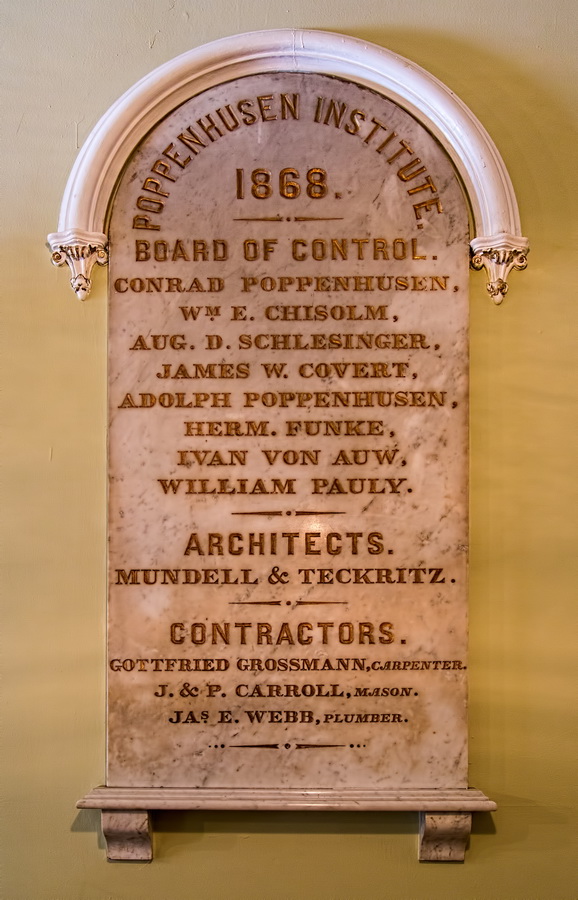 POPPENHUSEN INSTITUTE.
1868.
BOARD OF CONTROL.
CONRAD POPPENHUSEN,
WM E. CHISOLM,
AUG. D. SCHLESINGER,
JAMES W. COVERT,
ADOLPH POPPENHUSEN,
HERM. FUNKE,
IVAN VON AUW,
WILLIAM PAULY.
ARCHITECTS.
MUNDELL & TECKRITZ.
CONTRACTORS.
GOTTFRIED GROSSMANN, CARPENTER.
J. & P. CARROLL, MASON.
JAS E. WEBB, PLUMBER.